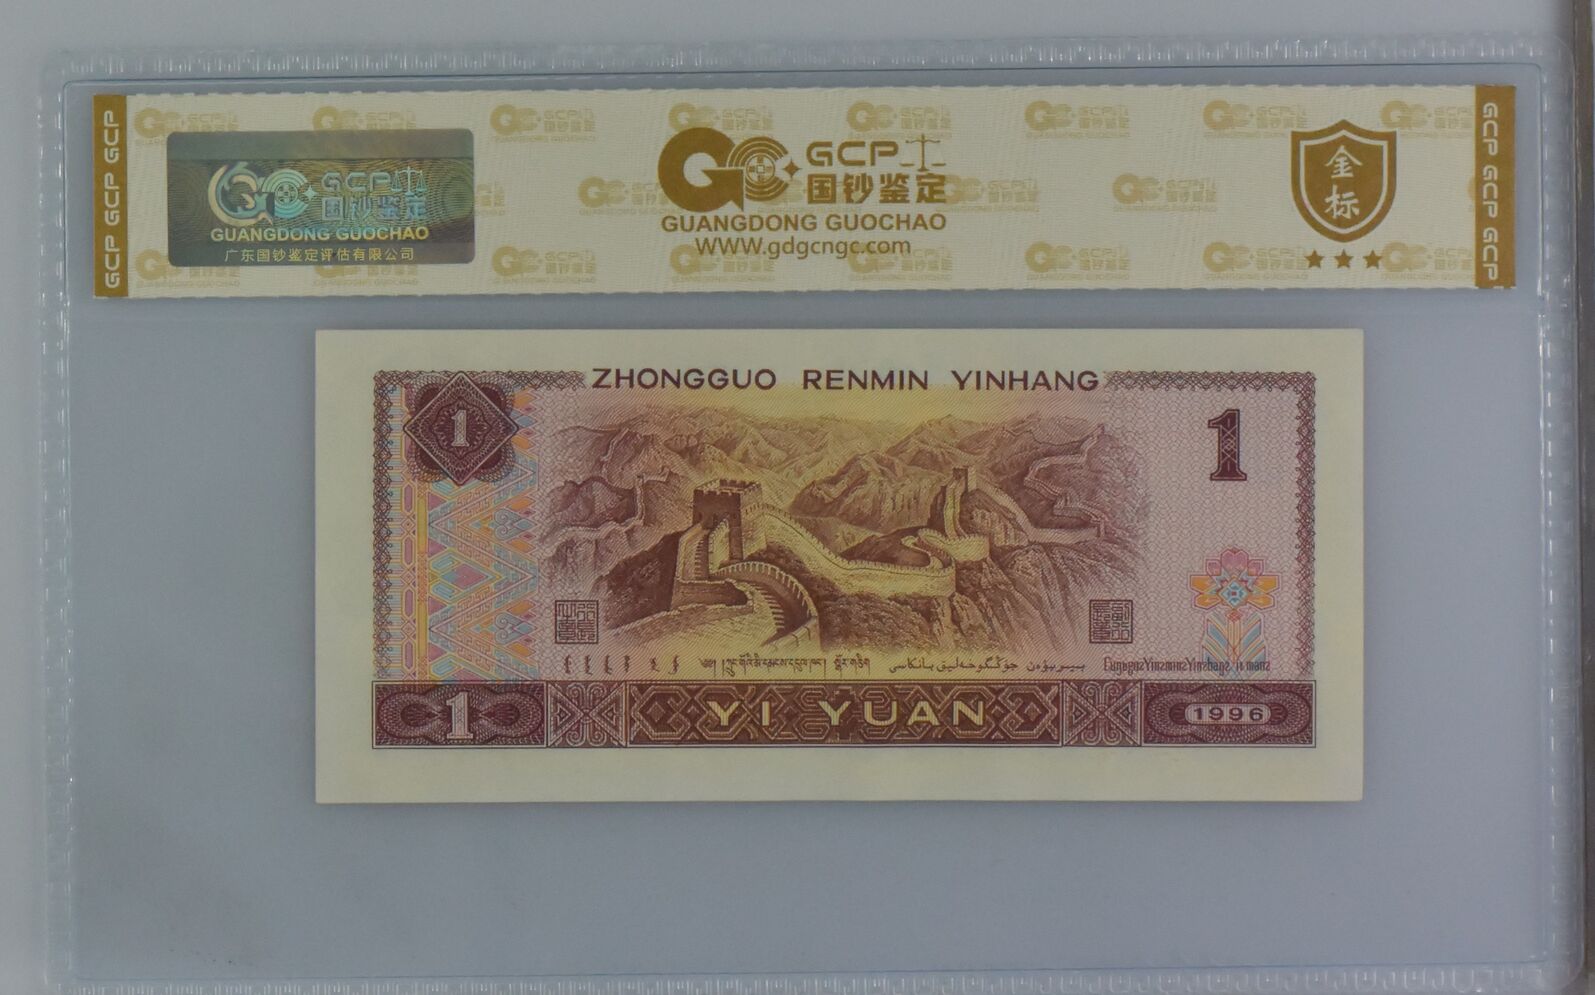 GCP GCP GCP
GCP
国钞鉴定
GUANGDONG GUOCHAO
广东国钞鉴定评估有限公司
GCP
国钞鉴定
GUANGDONG GUOCHAO
WWW.gdgcngc.com
金
标
GCP GCP GCP
ZHONGGUO RENMIN YINHANG
1
1
1
YI YUAN
1996